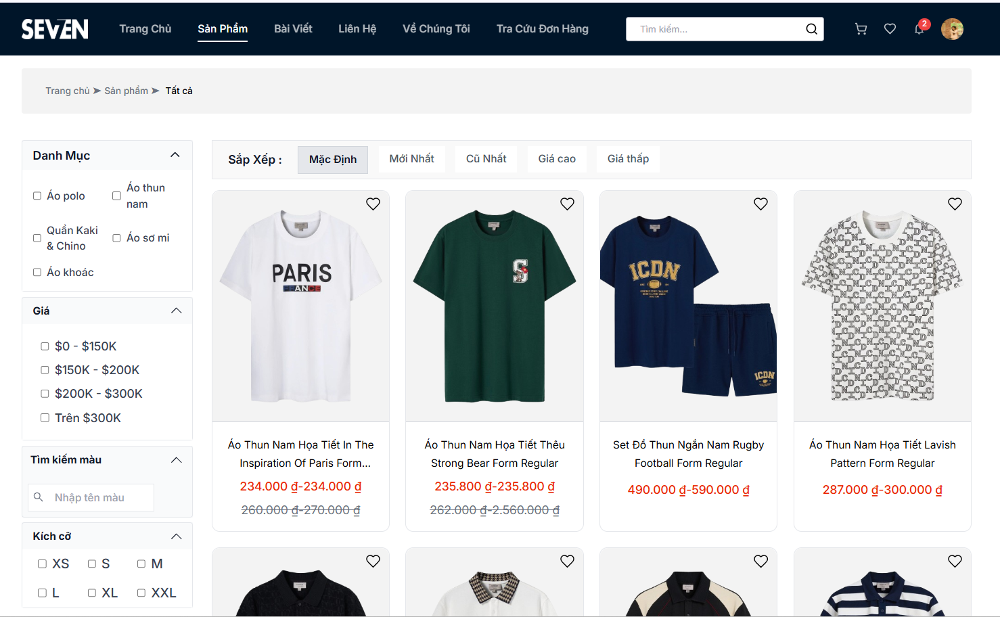 SEVEN
Trang Chủ
Sản Phẩm
Bài Viết
Liên Hệ
Về Chúng Tôi
Tra Cứu Đơn Hàng
Tìm kiếm...
2
Trang chủ ➤ Sản phẩm ➤ Tất cả
Danh Mục
Áo polo
Áo thun
nam
Quần Kaki
& Chino
Áo sơ mi
Áo khoác
Giá
$0 - $150K
$150K - $200K
$200K - $300K
Trên $300K
Tìm kiếm màu
Nhập tên màu
Kích cỡ
XS
S
M
L
XL
XXL
Sắp Xếp :
Mặc Định
Mới Nhất
Cũ Nhất
Giá cao
Giá thấp
PARIS
FRANCE
Áo Thun Nam Họa Tiết In The
Inspiration Of Paris Form...
234.000 ₫-234.000 ₫
260.000 ₫-270.000 ₫
S
Áo Thun Nam Họa Tiết Thêu
Strong Bear Form Regular
235.800 ₫-235.800 ₫
262.000 ₫-2.560.000 ₫
ICDN
ICDN
Set Đồ Thun Ngắn Nam Rugby
Football Form Regular
490.000 ₫-590.000 ₫
Áo Thun Nam Họa Tiết Lavish
Pattern Form Regular
287.000 ₫-300.000 ₫